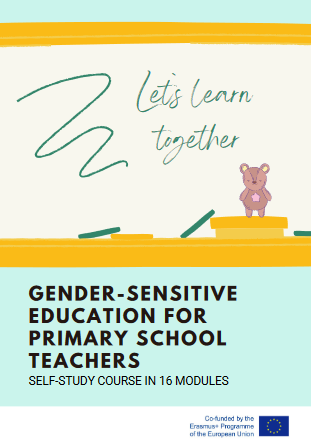 Let's learn
together
GENDER-SENSITIVE
EDUCATION FOR
PRIMARY SCHOOL
TEACHERS
SELF-STUDY COURSE IN 16 MODULES
Co-funded by the
Erasmus+ Programme
of the European Union